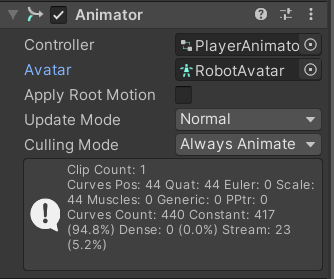 Animator
Controller
PlayerAnimato
Avatar
RobotAvatar
Apply Root Motion
Update Mode
Normal
Culling Mode
Always Animate
Clip Count: 1
Curves Pos: 44 Quat: 44 Euler: 0 Scale:
44 Muscles: 0 Generic: 0 PPtr: 0
Curves Count: 440 Constant: 417
(94.8%) Dense: 0 (0.0%) Stream: 23
(5.2%)